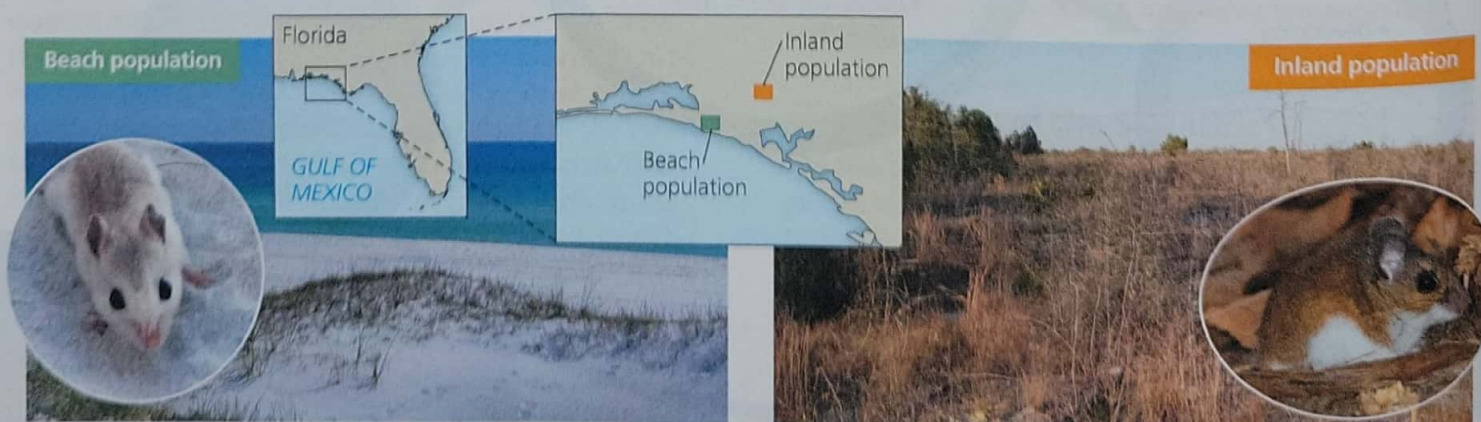 Beach population
Florida
GULF OF
MEXICO
Inland
population
Beach
population
Inland population